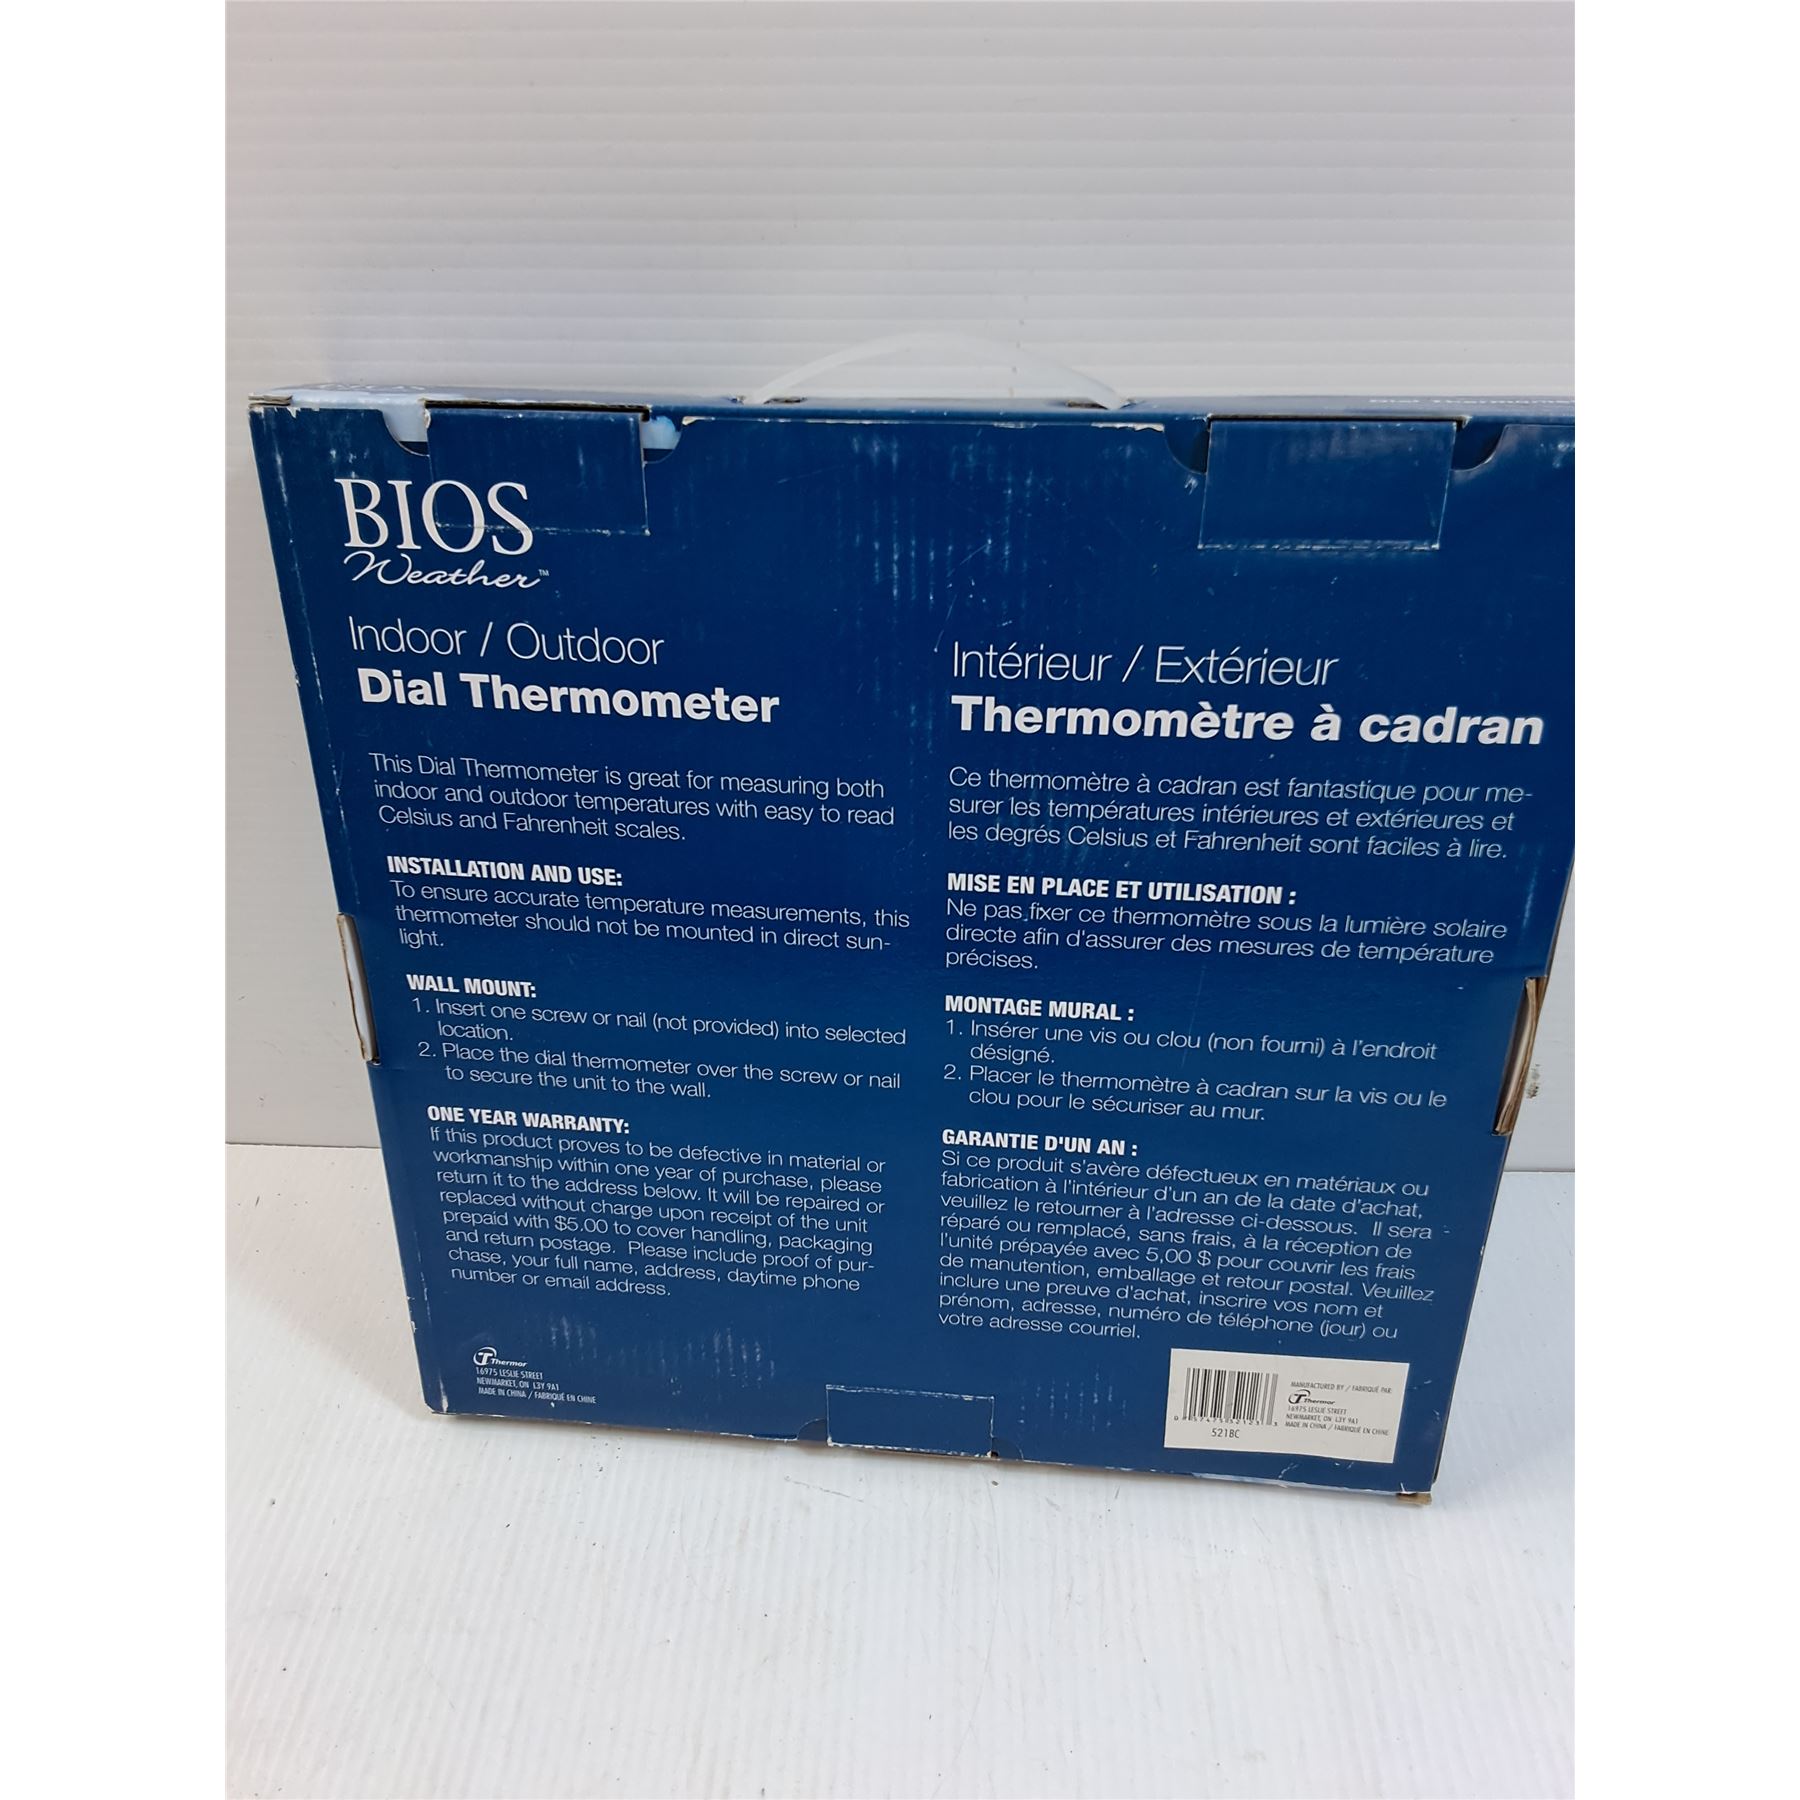 BIOS
Weather™
Indoor / Outdoor
Dial Thermometer
This Dial Thermometer is great for measuring both
indoor and outdoor temperatures with easy to read
Celsius and Fahrenheit scales.
INSTALLATION AND USE:
To ensure accurate temperature measurements, this
thermometer should not be mounted in direct sun-
light.
WALL MOUNT:
1. Insert one screw or nail (not provided) into selected
location.
2. Place the dial thermometer over the screw or nail
to secure the unit to the wall.
ONE YEAR WARRANTY:
If this product proves to be defective in material or
workmanship within one year of purchase, please
return it to the address below. It will be repaired or
replaced without charge upon receipt of the unit
prepaid with $5.00 to cover handling, packaging
and return postage. Please include proof of pur-
chase, your full name, address, daytime phone
number or email address.
Thermor
16975 LESLIE STREET
NEWMARKET, ON L3Y 9A1
MADE IN CHINA / FABRIQUÉ EN CHINE
Intérieur / Extérieur
Thermomètre à cadran
Ce thermomètre à cadran est fantastique pour me-
surer les températures intérieures et extérieures et
les degrés Celsius et Fahrenheit sont faciles à lire.
MISE EN PLACE ET UTILISATION :
Ne pas fixer ce thermomètre sous la lumière solaire
directe afin d'assurer des mesures de température
précises.
MONTAGE MURAL :
1. Insérer une vis ou clou (non fourni) à l'endroit
désigné.
2. Placer le thermomètre à cadran sur la vis ou le
clou pour le sécuriser au mur.
GARANTIE D'UN AN :
Si ce produit s'avère défectueux en matériaux ou
fabrication à l'intérieur d'un an de la date d'achat,
veuillez le retourner à l'adresse ci-dessous. Il sera
réparé ou remplacé, sans frais, à la réception de
l'unité prépayée avec 5,00 $ pour couvrir les frais
de manutention, emballage et retour postal. Veuillez
inclure une preuve d'achat, inscrire vos nom et
prénom, adresse, numéro de téléphone (jour) ou
votre adresse courriel.
521BC
MANUFACTURED BY / FABRIQUÉ PAR:
Thermor
16975 LESLIE STREET
NEWMARKET, ON L3Y 9A1
MADE IN CHINA / FABRIQUÉ EN CHINE